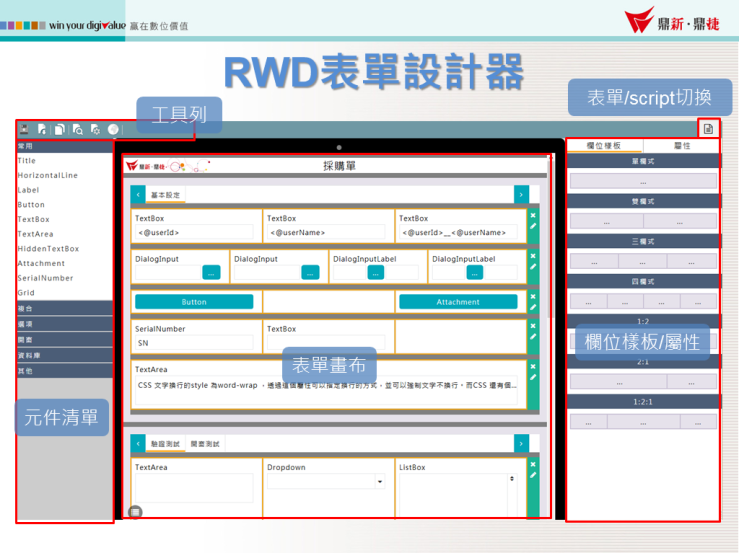 win your digivalue 贏在數位價值
鼎新·鼎捷
RWD表單設計器
工具列
表單/script切換
常用
Title
HorizontalLine
Label
Button
TextBox
TextArea
HiddenTextBox
Attachment
SerialNumber
Grid
複合
選項
開窗
資料庫
其他
元件清單
鼎新·鼎捷
採購單
基本設定
TextBox TextBox TextBox
<@userId> <@userName> <@userId>__<@userName>
DialogInput DialogInput DialogInputLabel DialogInputLabel
... ... ... ...
Button Attachment
SerialNumber TextBox
SN
表單畫布
TextArea
CSS 文字換行的style 為word-wrap ，透過這個屬性可以指定換行的方式，並可以強制文字不換行。而CSS 還有個...
驗證測試 開窗測試
TextArea Dropdown ListBox
欄位樣板 屬性
單欄式
...
雙欄式
... ...
三欄式
... ... ...
四欄式
... ... ... ...
1:2
欄位樣板/屬性
2:1
... ...
1:2:1
... ... ...